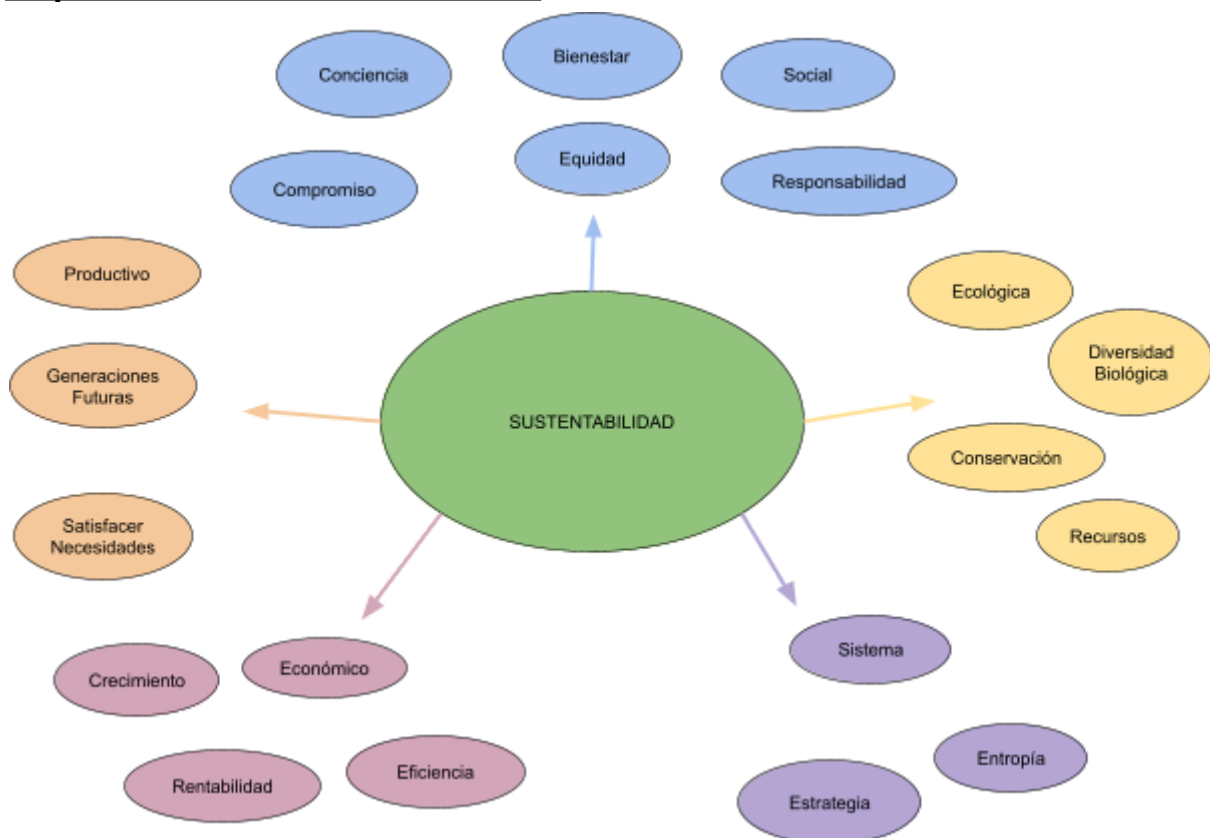 Bienestar
Conciencia
Social
Equidad
Compromiso
Responsabilidad
Productivo
Ecológica
Generaciones
Futuras
Diversidad
Biológica
SUSTENTABILIDAD
Conservación
Satisfacer
Necesidades
Recursos
Sistema
Crecimiento
Económico
Rentabilidad
Eficiencia
Entropía
Estrategia